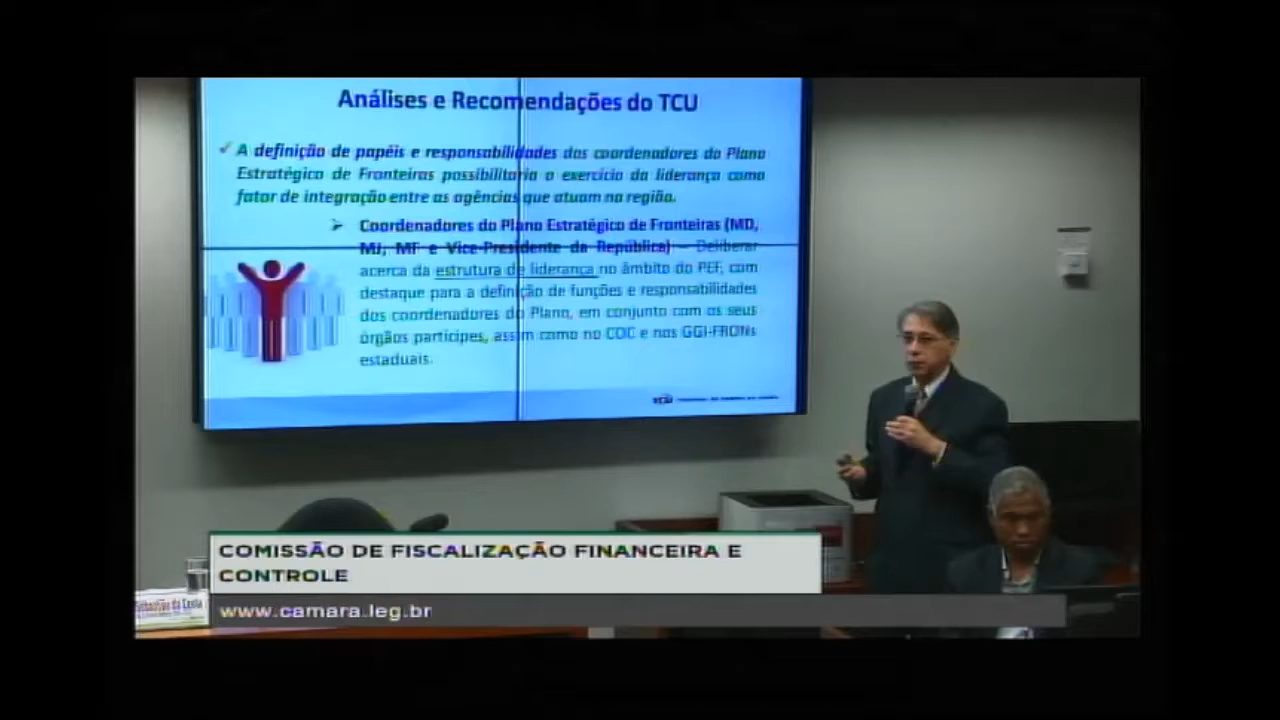 Análises e Recomendações do TCU
A definição de papéis e responsabilidades dos coordenadores do Plano
Estratégico de Fronteiras possibilitaria o exercício da liderança como
fator de integração entre as agências que atuam na região.
Coordenadores do Plano Estratégico de Fronteiras (MD,
MJ, MF e Vice-Presidente da República) – Deliberar
acerca da estrutura de liderança no âmbito do PEF, com
destaque para a definição de funções e responsabilidades
dos coordenadores do Plano, em conjunto com os seus
órgãos partícipes, assim como no COC e nos GGI-FRONs
estaduais.
TCU
COMISSÃO DE FISCALIZAÇÃO FINANCEIRA E
CONTROLE
da Costa
www.camara.leg.br